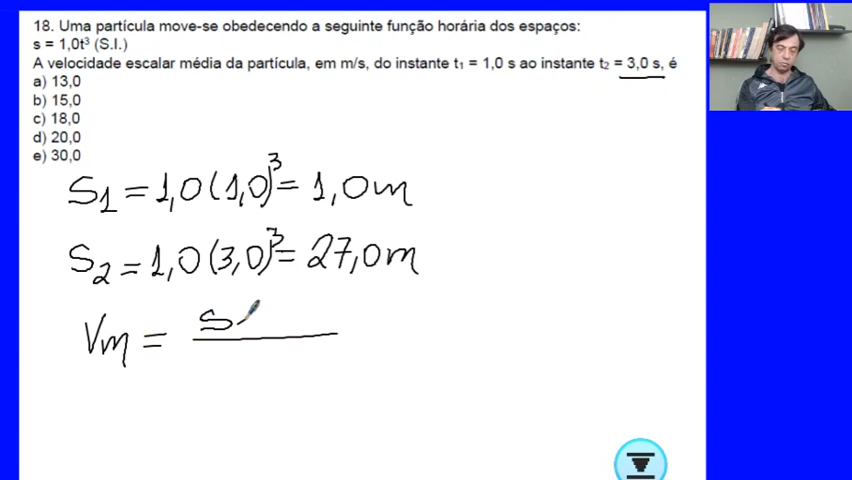 18. Uma partícula move-se obedecendo a seguinte função horária dos espaços:
s = 1,0t³ (S.I.)
A velocidade escalar média da partícula, em m/s, do instante t₁ = 1,0 s ao instante t₂ = 3,0 s, é
a) 13,0
b) 15,0
c) 18,0
d) 20,0
e) 30,0
S₁ = 1,0(1,0)³ = 1,0m
S₂ = 1,0(3,0)³ = 27,0m
Vm = S